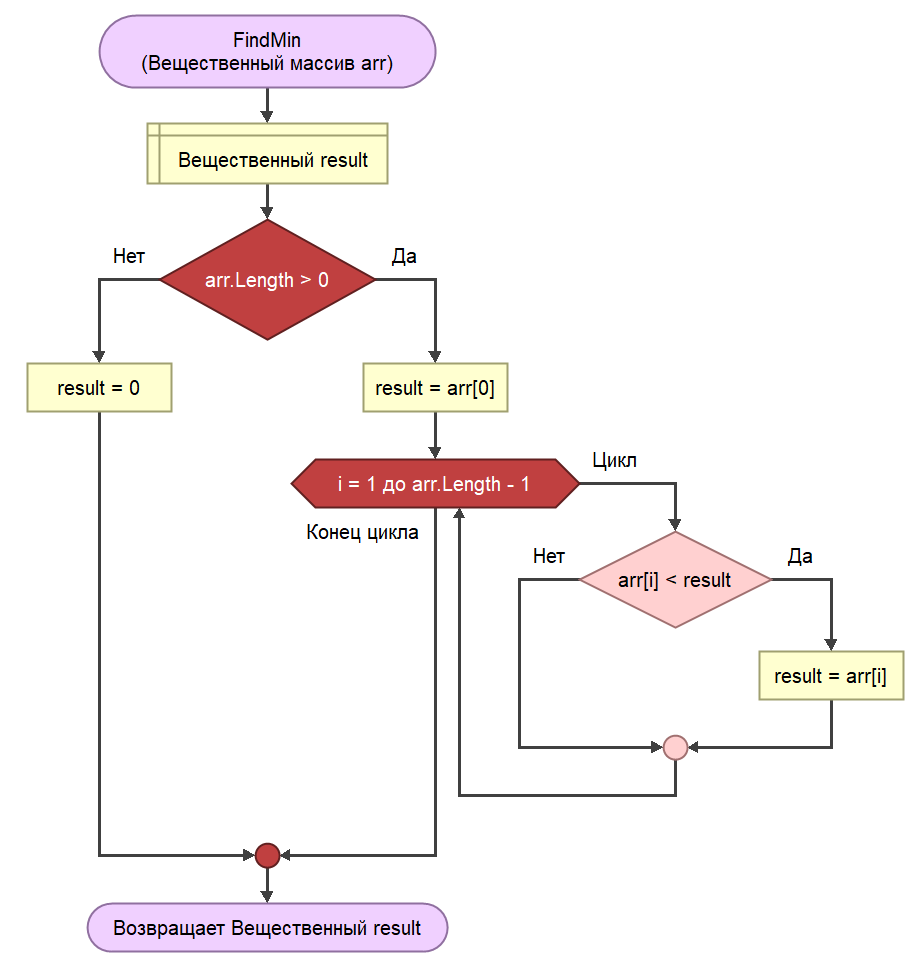 FindMin
(Вещественный массив arr)
Вещественный result
Нет
Да
arr.Length > 0
result = 0
result = arr[0]
Цикл
i = 1 до arr.Length - 1
Конец цикла
Нет
Да
arr[i] < result
result = arr[i]
Возвращает Вещественный result